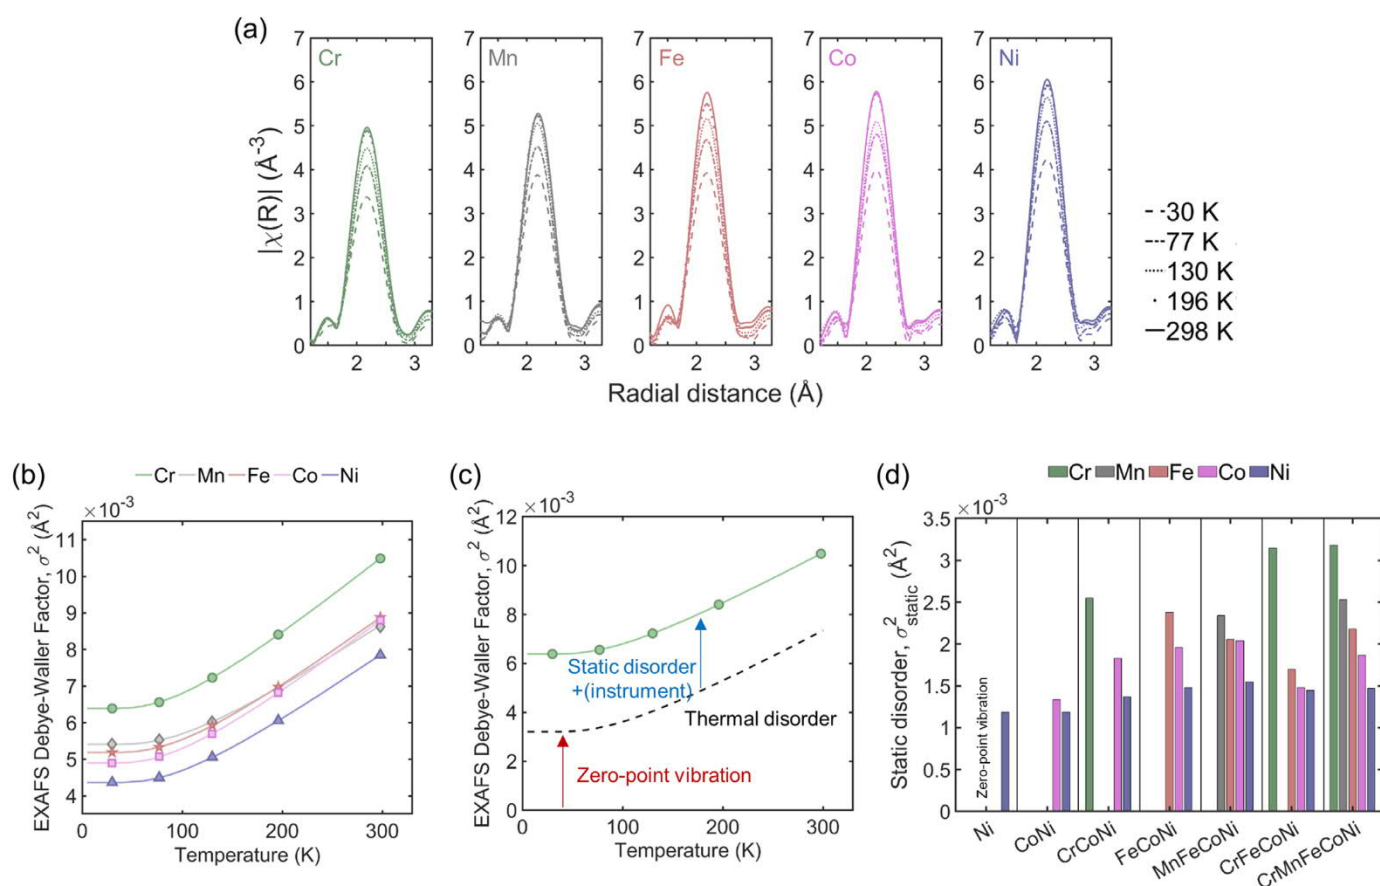 (a)
Cr
Mn
Fe
Co
Ni
|χ(R)| (Å⁻³)
7
6
5
4
3
2
1
0
2
3
7
6
5
4
3
2
1
0
2
3
7
6
5
4
3
2
1
0
2
3
7
6
5
4
3
2
1
0
2
3
7
6
5
4
3
2
1
0
2
3
Radial distance (Å)
30 K
77 K
130 K
196 K
298 K
(b)
Cr Mn Fe Co Ni
×10⁻³
EXAFS Debye-Waller Factor, σ² (Å²)
11
10
9
8
7
6
5
4
0 100 200 300
Temperature (K)
(c)
×10⁻³
EXAFS Debye-Waller Factor, σ² (Å²)
12
10
8
6
4
2
0
Static disorder
+(instrument)
Thermal disorder
Zero-point vibration
0 100 200 300
Temperature (K)
(d)
Cr Mn Fe Co Ni
×10⁻³
Static disorder, σ²static (Å²)
3.5
3
2.5
2
1.5
1
0.5
0
Zero-point vibration
Ni
CoNi
CrCoNi
FeCoNi
MnFeCoNi
CrFeCoNi
CrMnFeCoNi